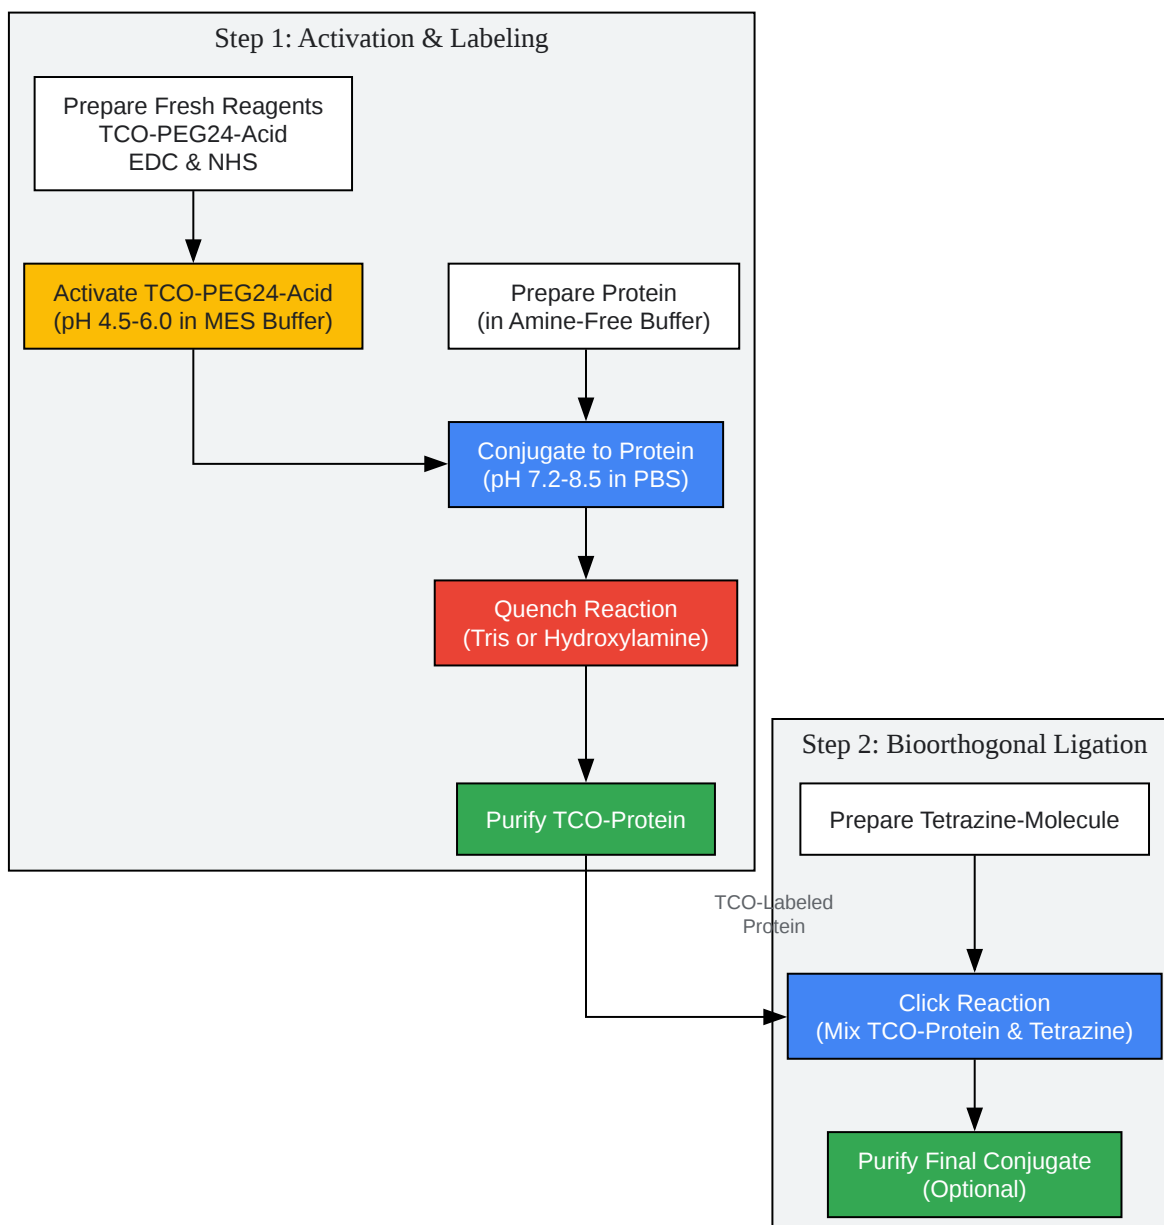 Step 1: Activation & Labeling
Prepare Fresh Reagents
TCO-PEG24-Acid
EDC & NHS
Activate TCO-PEG24-Acid
(pH 4.5-6.0 in MES Buffer)
Prepare Protein
(in Amine-Free Buffer)
Conjugate to Protein
(pH 7.2-8.5 in PBS)
Quench Reaction
(Tris or Hydroxylamine)
Purify TCO-Protein
TCO-Labeled
Protein
Step 2: Bioorthogonal Ligation
Prepare Tetrazine-Molecule
Click Reaction
(Mix TCO-Protein & Tetrazine)
Purify Final Conjugate
(Optional)